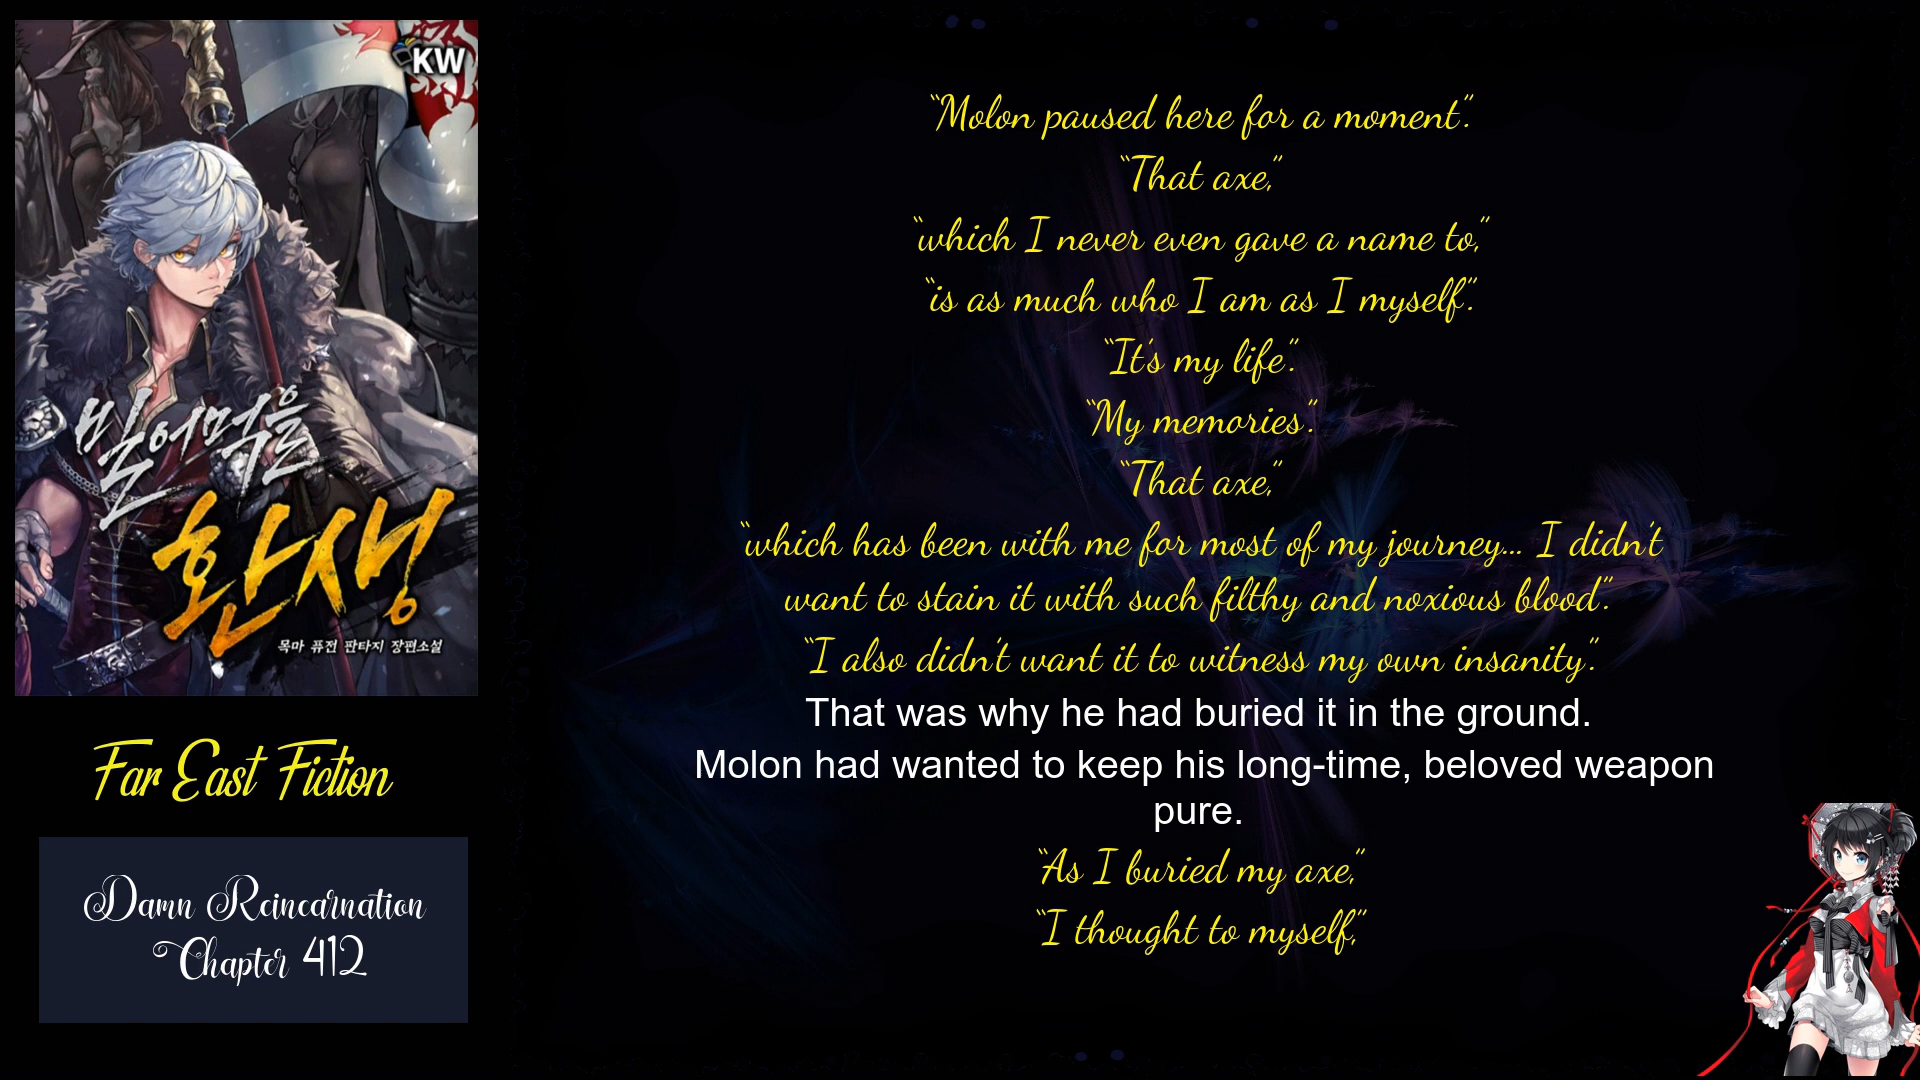 KW
빌어먹을
환생
목마 퓨전 판타지 장편소설
Far East Fiction
Damn Reincarnation
Chapter 412
“Molon paused here for a moment”.
“That axe,”
“which I never even gave a name to,”
“is as much who I am as I myself”.
“It’s my life”.
“My memories”.
“That axe,”
“which has been with me for most of my journey… I didn’t
want to stain it with such filthy and noxious blood”.
“I also didn’t want it to witness my own insanity”.
That was why he had buried it in the ground.
Molon had wanted to keep his long-time, beloved weapon
pure.
“As I buried my axe,”
“I thought to myself,”